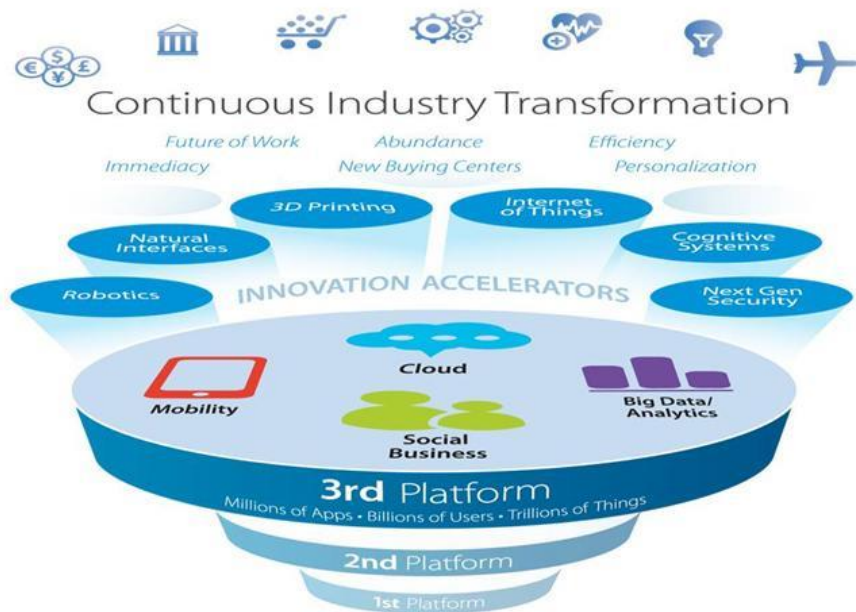 € $ ¥ £
Continuous Industry Transformation
Future of Work Abundance Efficiency
Immediacy New Buying Centers Personalization
3D Printing Internet
of Things
Natural
Interfaces
Cognitive
Systems
Robotics
INNOVATION ACCELERATORS
Next Gen
Security
Cloud
Mobility
Social
Business
Big Data/
Analytics
3rd Platform
Millions of Apps • Billions of Users • Trillions of Things
2nd Platform
1st Platform